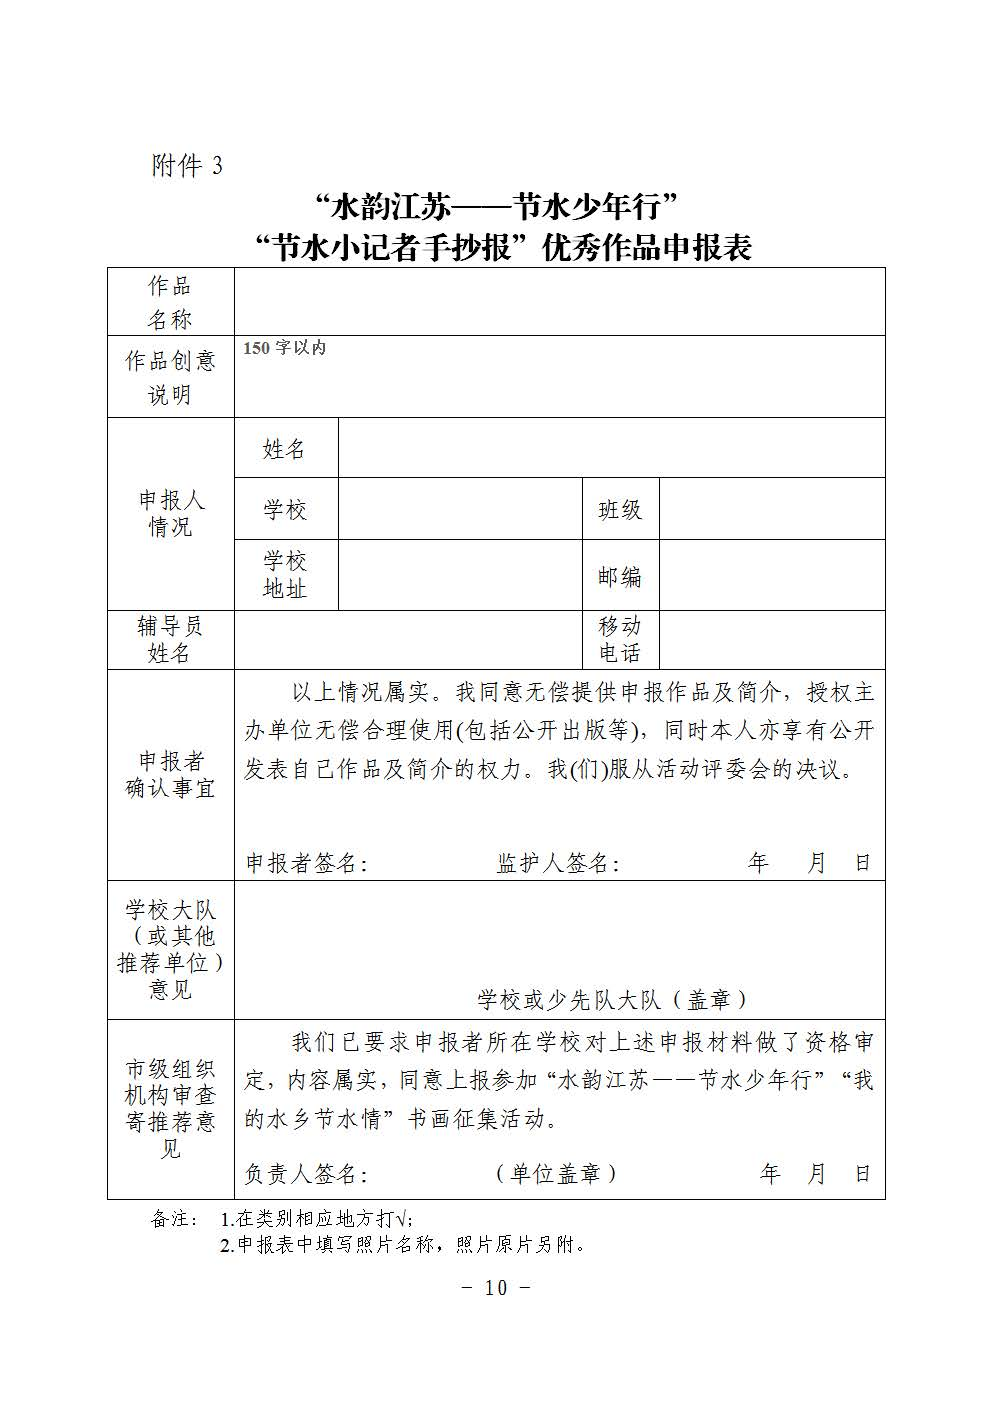 附件 3
“水韵江苏——节水少年行”
“节水小记者手抄报”优秀作品申报表
作品
名称
作品创意
说明
150 字以内
申报人
情况
姓名
学校
班级
学校
地址
邮编
辅导员
姓名
移动
电话
申报者
确认事宜
以上情况属实。我同意无偿提供申报作品及简介，授权主
办单位无偿合理使用(包括公开出版等)，同时本人亦享有公开
发表自己作品及简介的权力。我(们)服从活动评委会的决议。
申报者签名： 监护人签名： 年 月 日
学校大队
（或其他
推荐单位）
意见
学校或少先队大队（盖章）
市级组织
机构审查
寄推荐意
见
我们已要求申报者所在学校对上述申报材料做了资格审
定，内容属实，同意上报参加“水韵江苏——节水少年行”“我
的水乡节水情”书画征集活动。
负责人签名： （单位盖章） 年 月 日
备注： 1.在类别相应地方打√；
2.申报表中填写照片名称，照片原片另附。
- 10 -